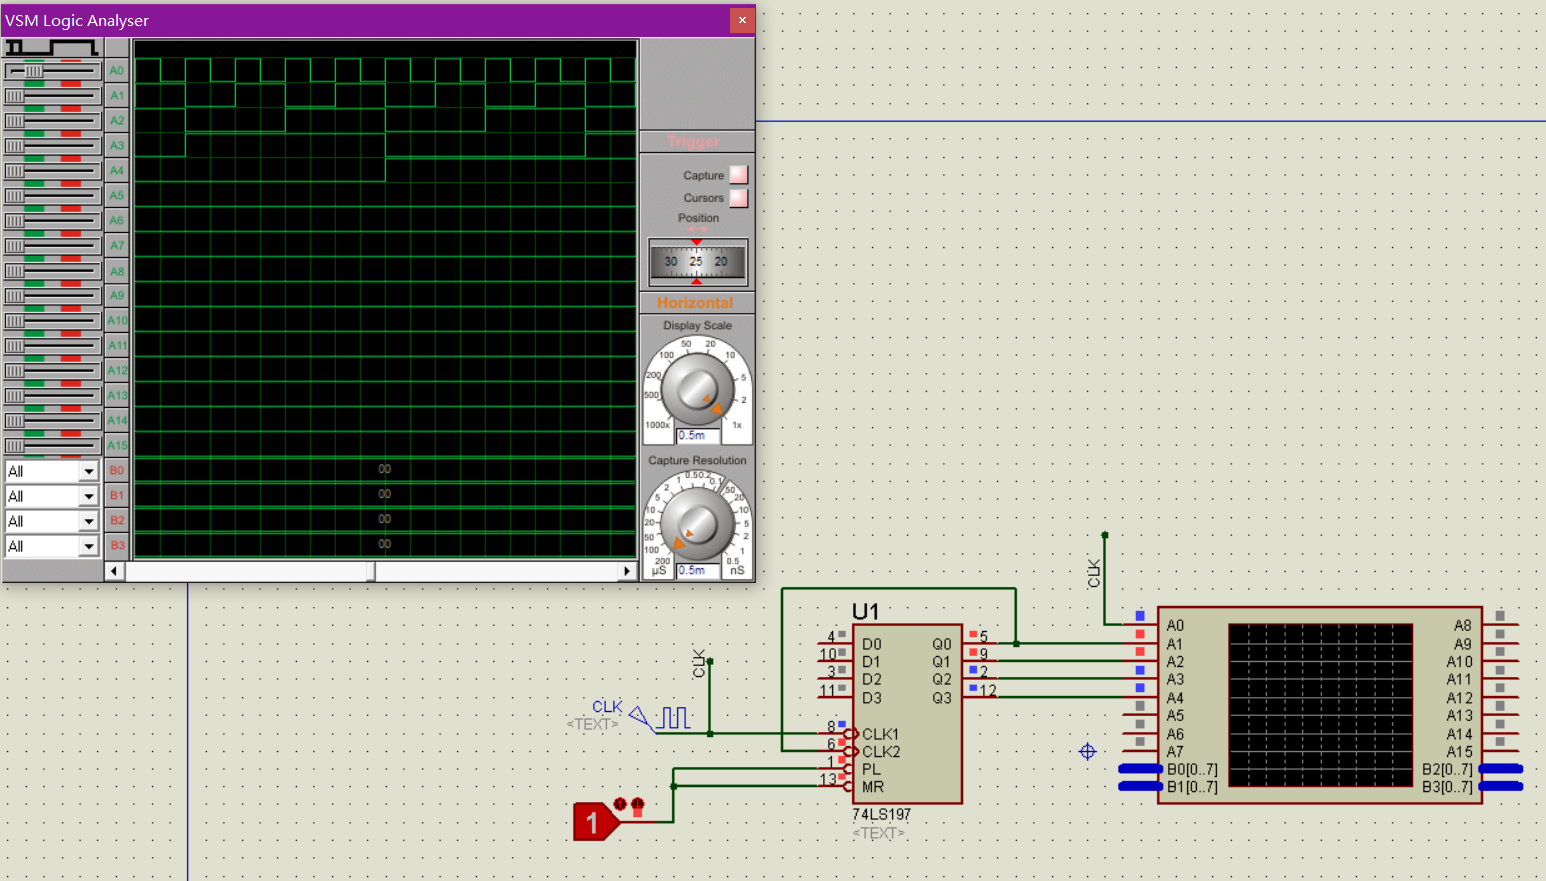 VSM Logic Analyser
×
A0
A1
A2
A3
A4
A5
A6
A7
A8
A9
A10
A11
A12
A13
A14
A15
All B0 00
All B1 00
All B2 00
All B3 00
Trigger
Capture
Cursors
Position
30 25 20
Horizontal
Display Scale
50 20
100 10
200 5
500 2
1000x 1x
0.5m
Capture Resolution
1 0.5 0.2 0.1
2 50
5 20
10 10
20 5
50 2
100 1
200 0.5
µS 0.5m nS
CLK
CLK
CLK
<TEXT>
U1
4 D0 Q0 5
10 D1 Q1 9
3 D2 Q2 2
11 D3 Q3 12
8 CLK1
6 CLK2
1 PL
13 MR
74LS197
<TEXT>
1
A0 A8
A1 A9
A2 A10
A3 A11
A4 A12
A5 A13
A6 A14
A7 A15
B0[0..7] B2[0..7]
B1[0..7] B3[0..7]